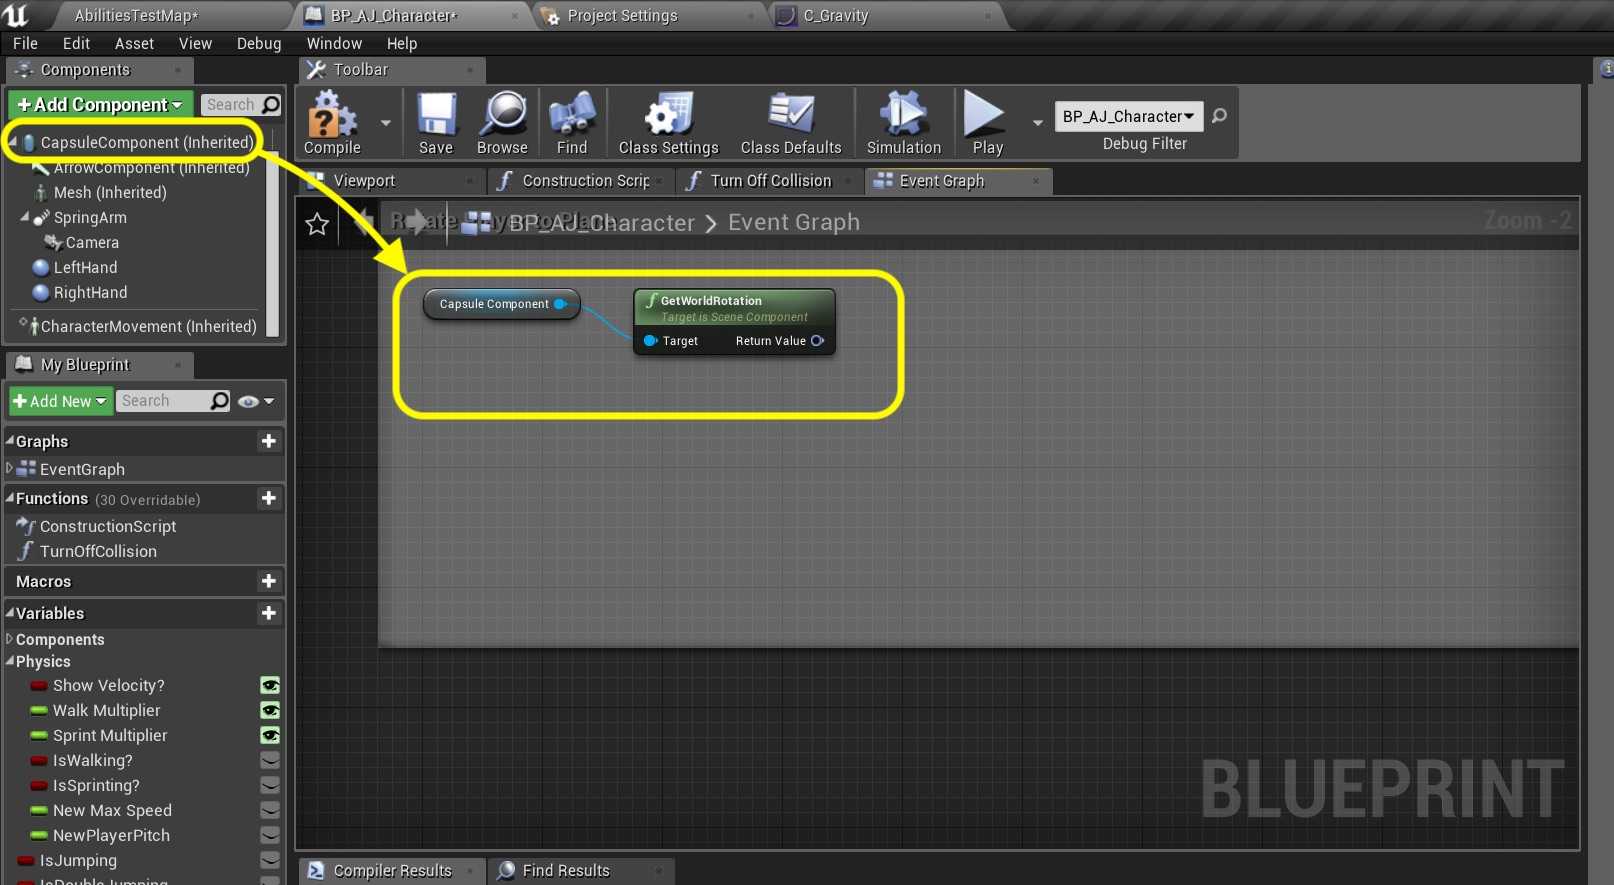 AbilitiesTestMap*
BP_AJ_Character*
Project Settings
C_Gravity
File Edit Asset View Debug Window Help
Components
Toolbar
+Add Component
Search
Compile
Save
Browse
Find
Class Settings
Class Defaults
Simulation
Play
BP_AJ_Character
Debug Filter
CapsuleComponent (Inherited)
ArrowComponent (Inherited)
Mesh (Inherited)
SpringArm
Camera
LeftHand
RightHand
CharacterMovement (Inherited)
Viewport
Construction Scrip
Turn Off Collision
Event Graph
Rotate Player to Plane
BP_AJ_Character > Event Graph
Zoom -2
Capsule Component
GetWorldRotation
Target is Scene Component
Target
Return Value
My Blueprint
+ Add New
Search
Graphs
EventGraph
Functions (30 Overridable)
ConstructionScript
TurnOffCollision
Macros
Variables
Components
Physics
Show Velocity?
Walk Multiplier
Sprint Multiplier
IsWalking?
IsSprinting?
New Max Speed
NewPlayerPitch
IsJumping
IsDoubleJumping
BLUEPRINT
Compiler Results
Find Results